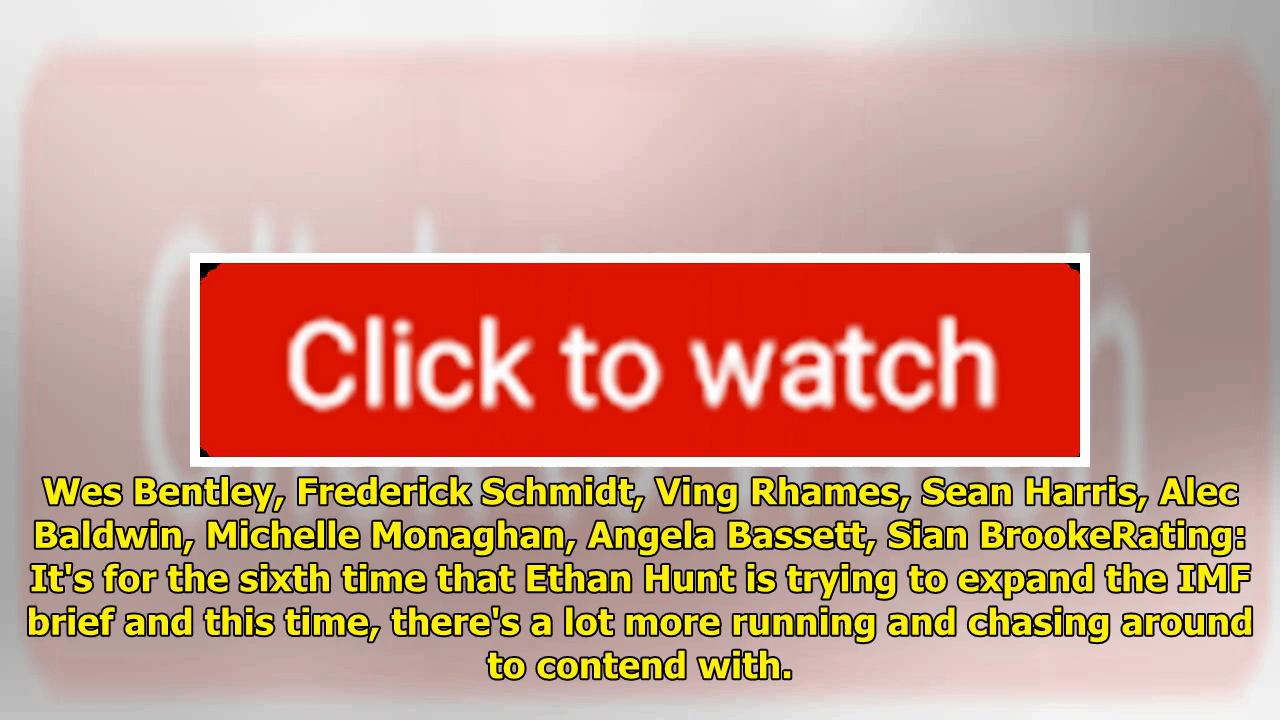 Click to watch
Wes Bentley, Frederick Schmidt, Ving Rhames, Sean Harris, Alec
Baldwin, Michelle Monaghan, Angela Bassett, Sian BrookeRating:
It's for the sixth time that Ethan Hunt is trying to expand the IMF
brief and this time, there's a lot more running and chasing around
to contend with.